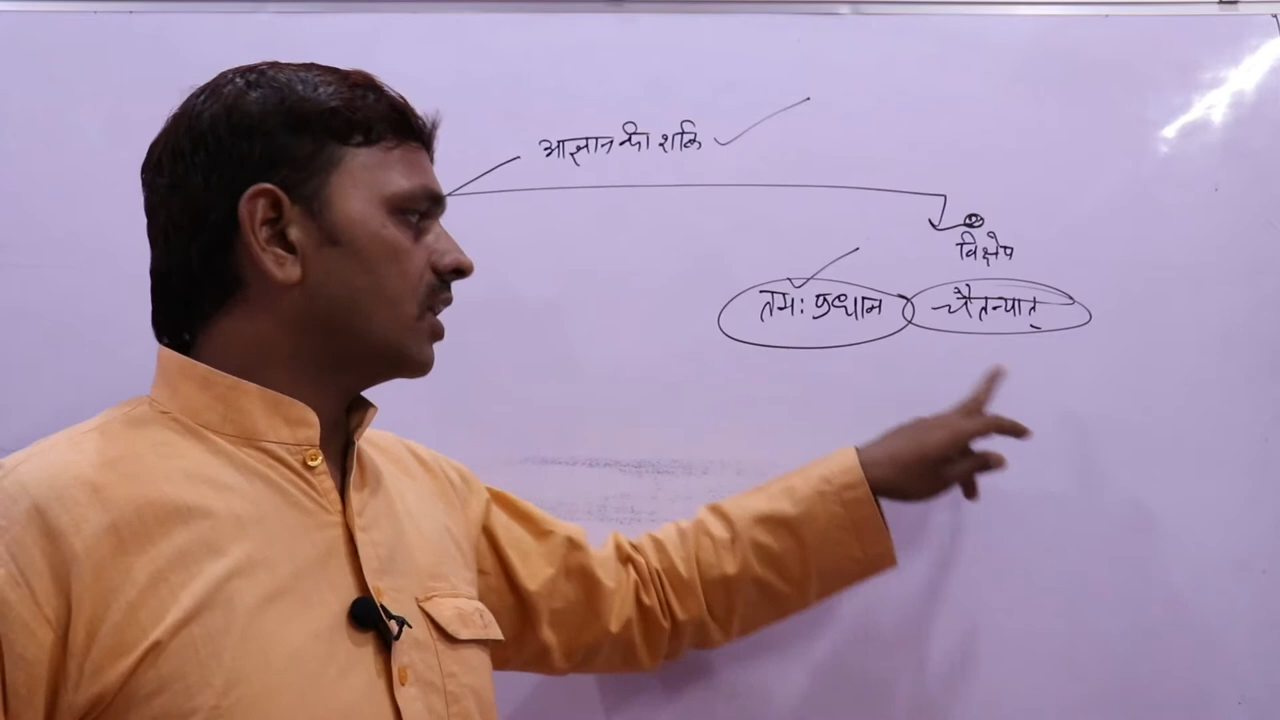 अज्ञान की शक्ति
विक्षेप
तमः प्रधान चैतन्यात्